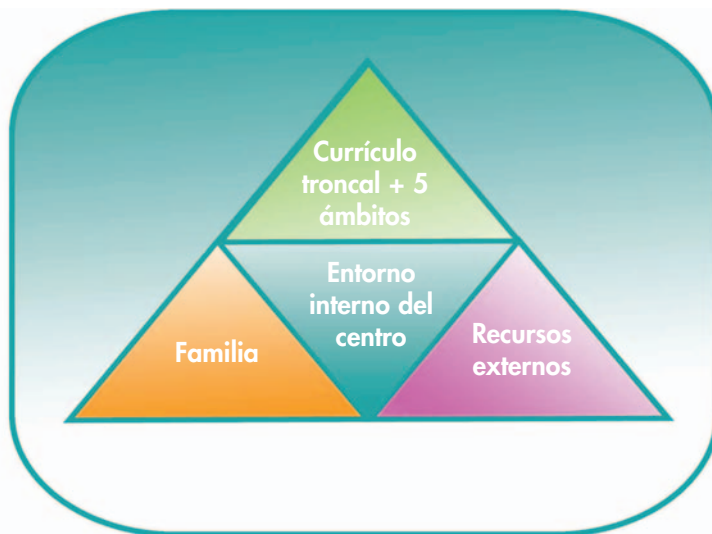 Currículo
troncal + 5
ámbitos
Entorno
interno del
centro
Familia
Recursos
externos